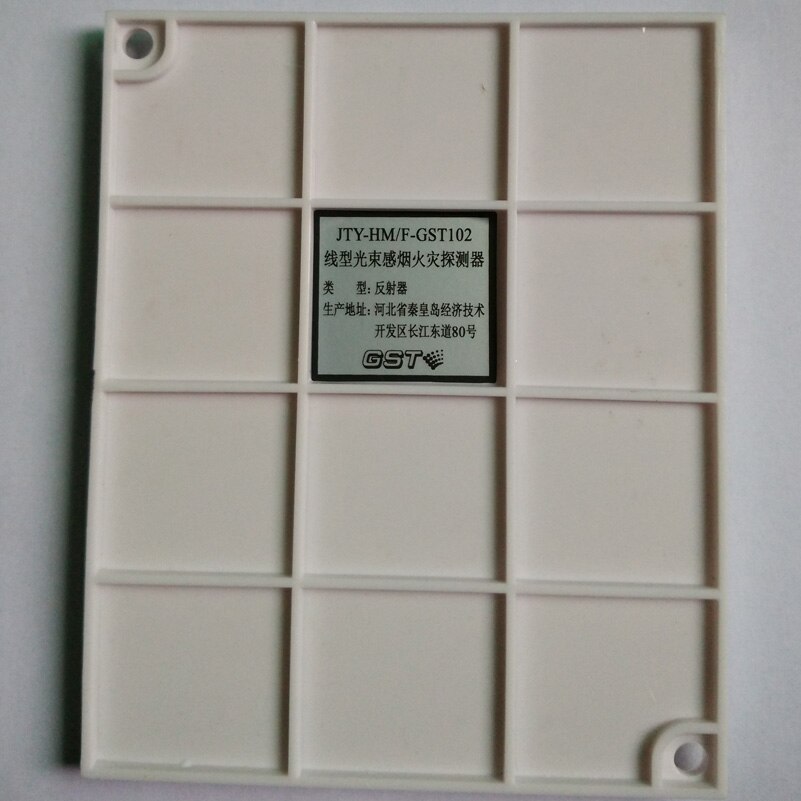 JTY-HM/F-GST102
线型光束感烟火灾探测器
类 型: 反射器
生产地址: 河北省秦皇岛经济技术
开发区长江东道80号
GST